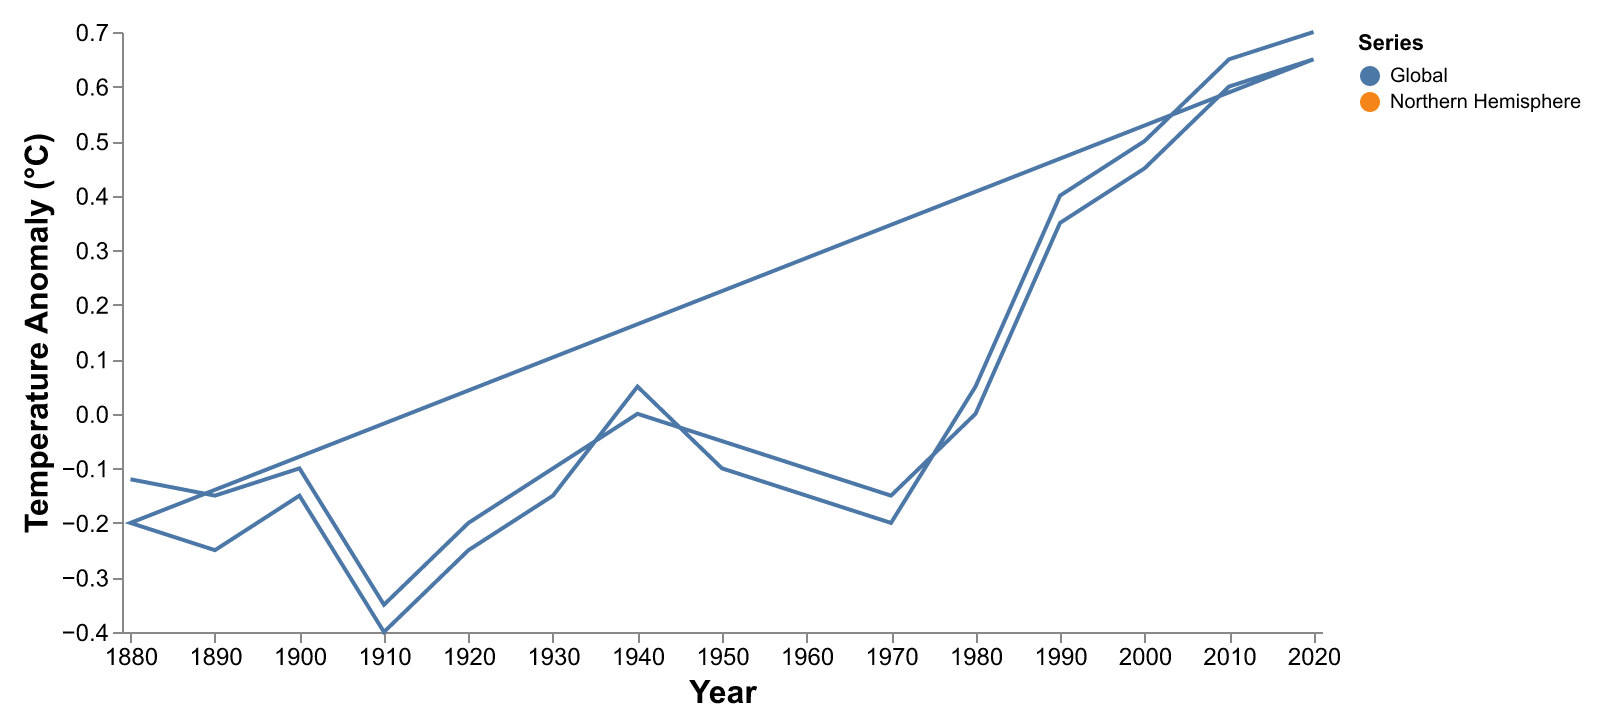 0.7
0.6
0.5
0.4
0.3
0.2
0.1
0.0
−0.1
−0.2
−0.3
−0.4
Temperature Anomaly (°C)
1880 1890 1900 1910 1920 1930 1940 1950 1960 1970 1980 1990 2000 2010 2020
Year
Series
Global
Northern Hemisphere